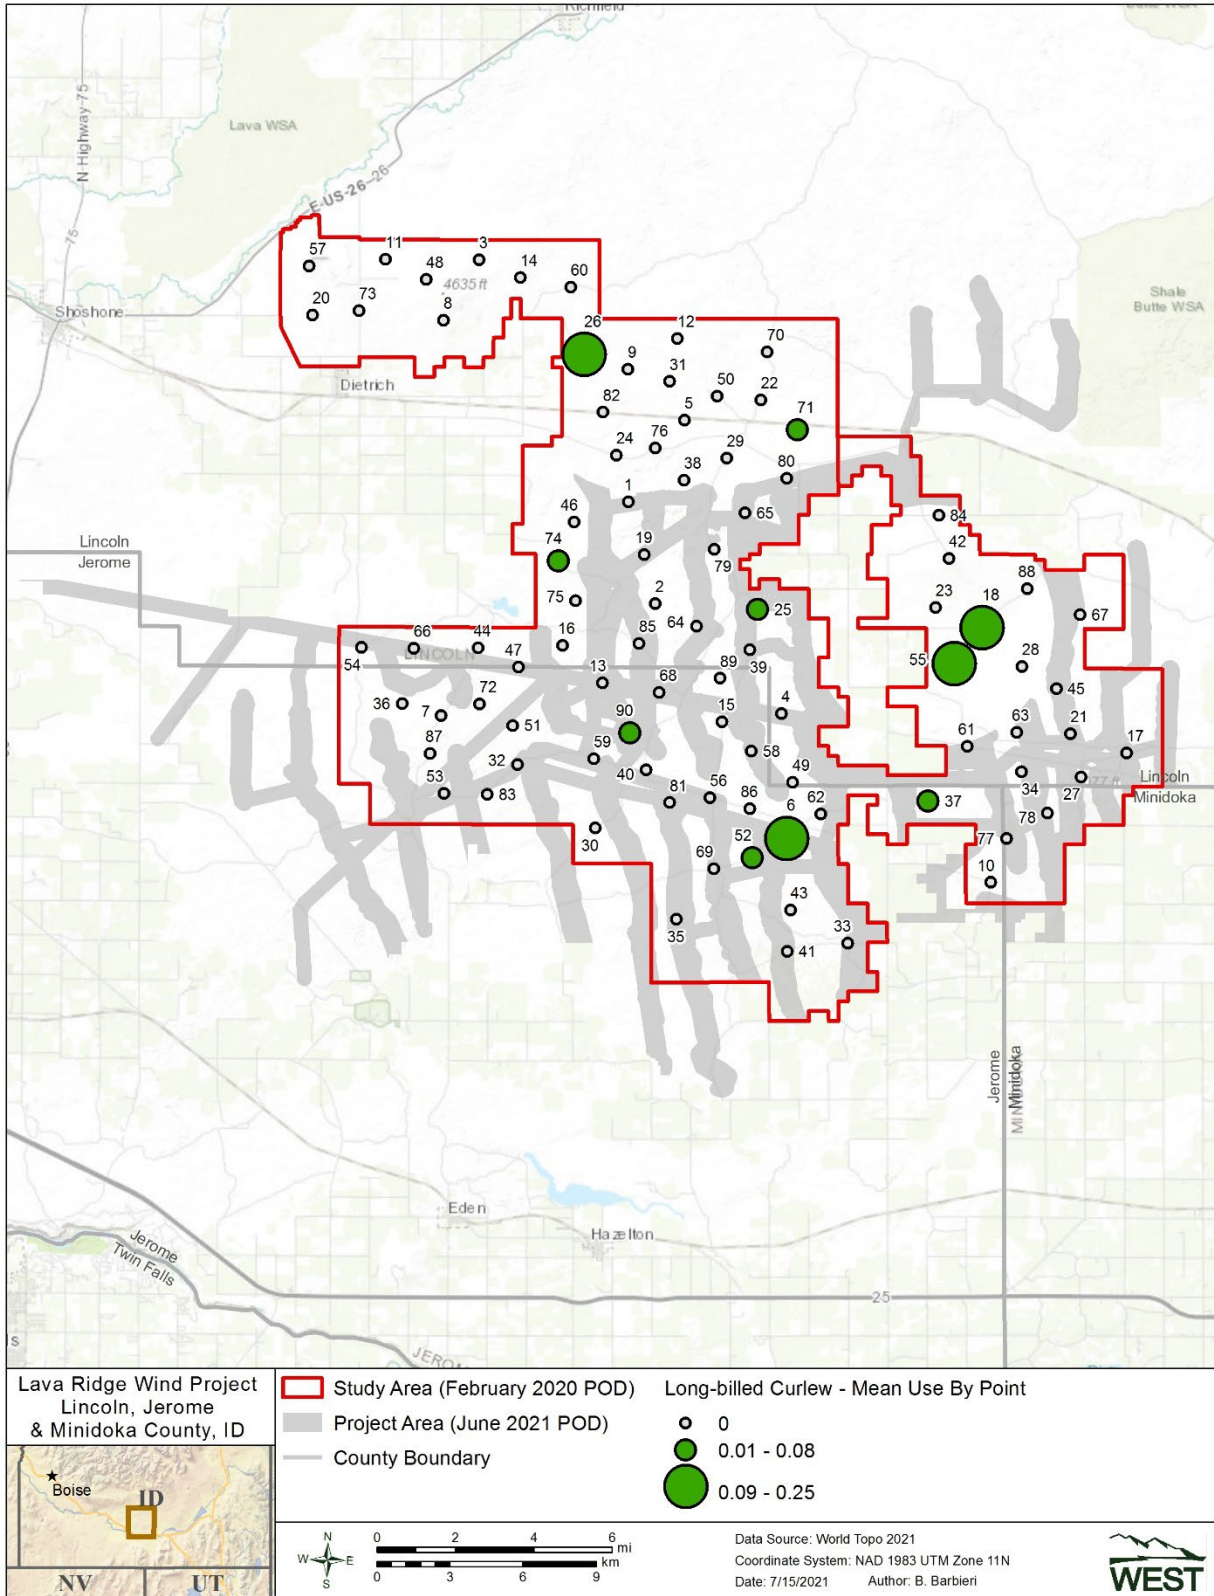 Richfield
Butte WSA
N Highway 75
Lava WSA
E-US-26-26
75
57
11
3
48
14
4635 ft
60
20
73
8
Shoshone
Shale
Butte WSA
26
12
70
9
31
Dietrich
50
22
82
5
71
76
29
24
38
80
1
46
65
84
Lincoln
Jerome
74
19
79
42
88
75
2
23
18
25
67
64
16
85
66
44
54
LINCOLN
47
39
55
28
13
89
68
45
36
72
4
7
15
90
51
63
21
17
87
61
59
58
32
40
49
34
Lincoln
77 ft
Minidoka
27
53
83
81
56
86
6
62
37
78
30
52
77
69
10
43
35
33
41
Jerome
Minidoka
Eden
Hazelton
Jerome
Twin Falls
25
JEROM
Lava Ridge Wind Project
Lincoln, Jerome
& Minidoka County, ID
Boise
ID
NV
UT
Study Area (February 2020 POD)
Project Area (June 2021 POD)
County Boundary
Long-billed Curlew - Mean Use By Point
0
0.01 - 0.08
0.09 - 0.25
N
W E
S
0 2 4 6
mi
km
0 3 6 9
Data Source: World Topo 2021
Coordinate System: NAD 1983 UTM Zone 11N
Date: 7/15/2021 Author: B. Barbieri
WEST